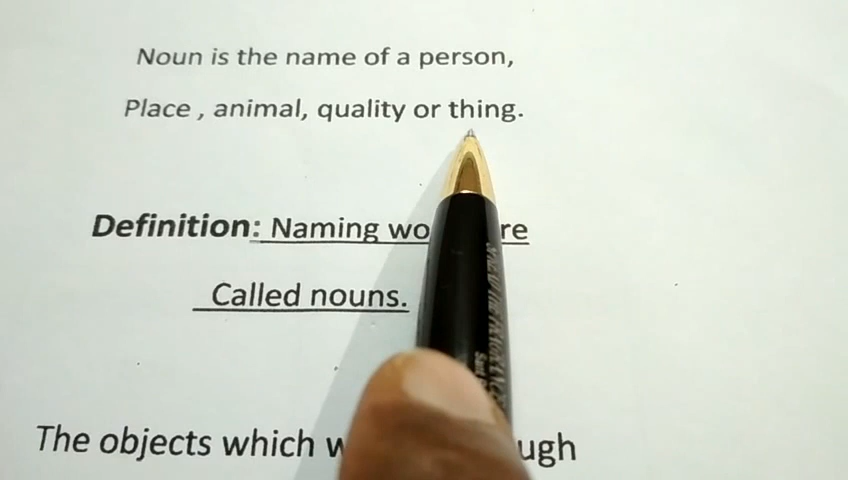 Noun is the name of a person,
Place , animal, quality or thing.
Definition: Naming wo re
Called nouns.
The objects which w ugh